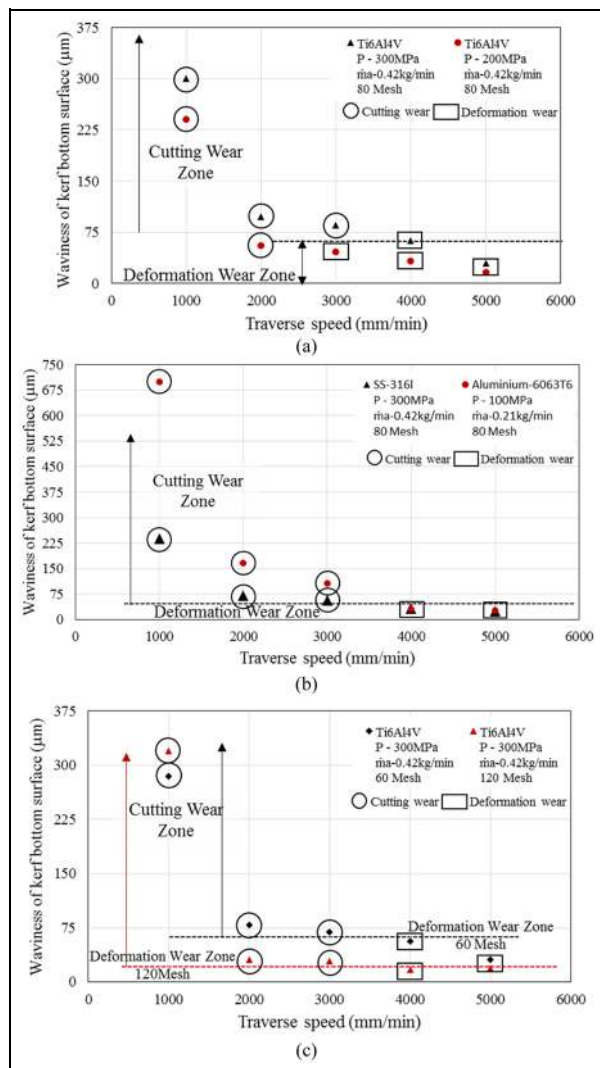 375
300
225
150
75
0
Waviness of kerf bottom surface (µm)
▲ Ti6Al4V
P - 300MPa
ṁa-0.42kg/min
80 Mesh
● Ti6Al4V
P - 200MPa
ṁa-0.42kg/min
80 Mesh
Cutting wear
Deformation wear
Cutting Wear
Zone
Deformation Wear Zone
0 1000 2000 3000 4000 5000 6000
Traverse speed (mm/min)
(a)
750
675
600
525
450
375
300
225
150
75
0
Waviness of kerf bottom surface (µm)
▲ SS-316l
P - 300MPa
ṁa-0.42kg/min
80 Mesh
● Aluminium-6063T6
P - 100MPa
ṁa-0.21kg/min
80 Mesh
Cutting wear
Deformation wear
Cutting Wear
Zone
Deformation Wear Zone
0 1000 2000 3000 4000 5000 6000
Traverse speed (mm/min)
(b)
375
300
225
150
75
0
Waviness of kerf bottom surface (µm)
◆ Ti6Al4V
P - 300MPa
ṁa-0.42kg/min
60 Mesh
▲ Ti6Al4V
P - 300MPa
ṁa-0.42kg/min
120 Mesh
Cutting wear
Deformation wear
Cutting Wear
Zone
Deformation Wear Zone
60 Mesh
Deformation Wear Zone
120Mesh
0 1000 2000 3000 4000 5000 6000
Traverse speed (mm/min)
(c)